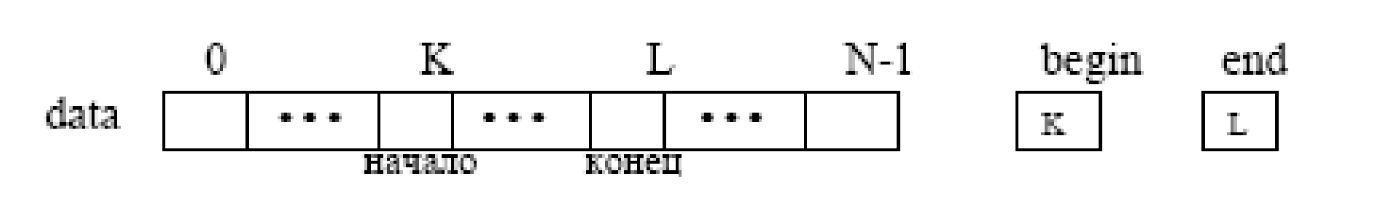 0 K L N-1 begin end
data ••• ••• ••• K L
начало конец